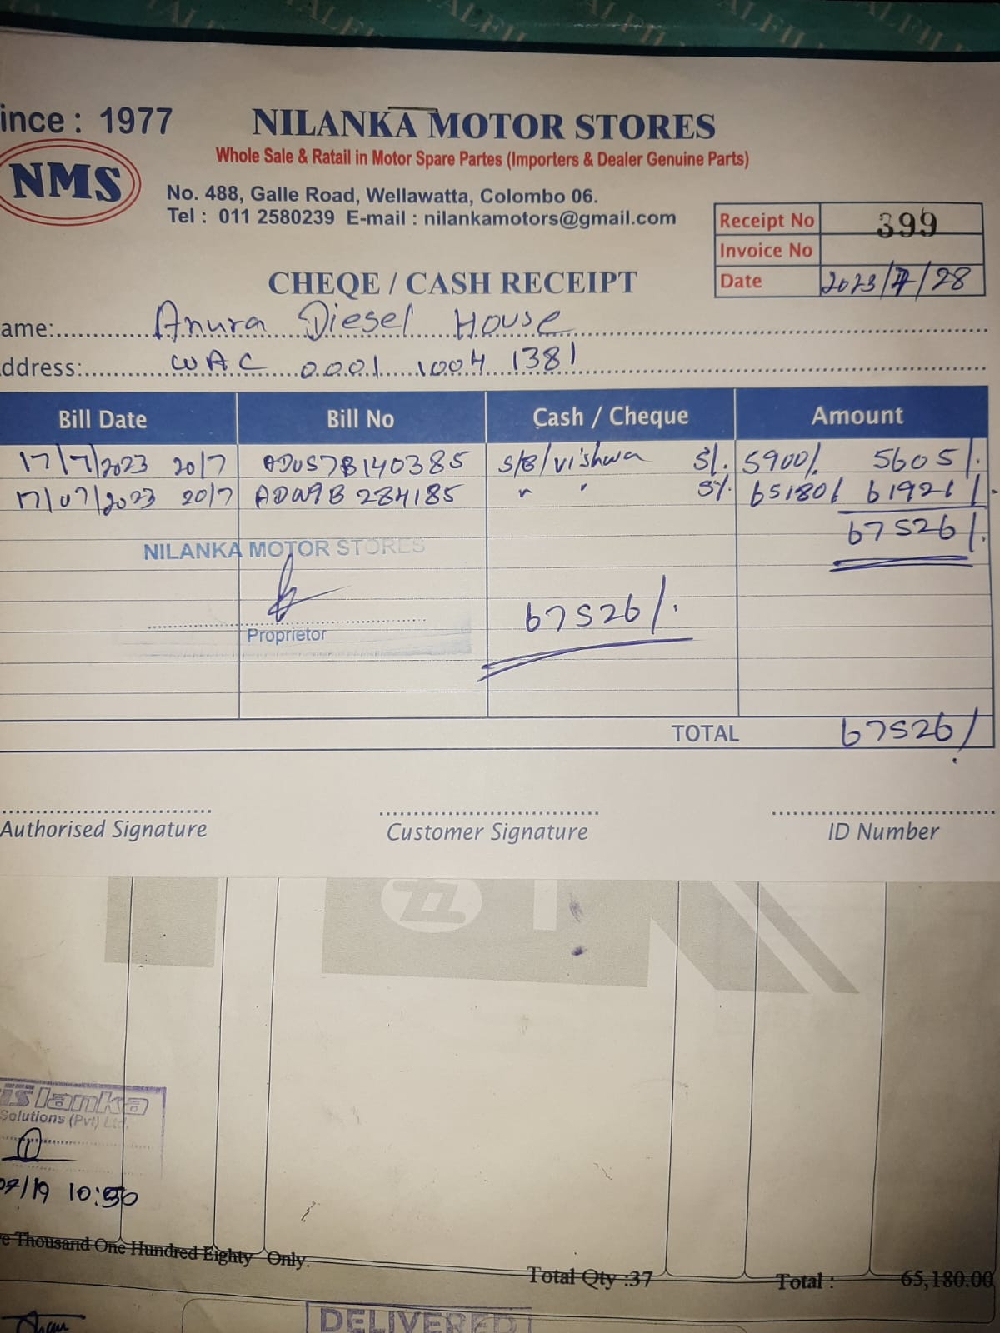 ince : 1977
NILANKA MOTOR STORES
Whole Sale & Ratail in Motor Spare Partes (Importers & Dealer Genuine Parts)
NMS
No. 488, Galle Road, Wellawatta, Colombo 06.
Tel : 011 2580239 E-mail : nilankamotors@gmail.com
Receipt No 399
Invoice No
Date 2023/7/28
CHEQE / CASH RECEIPT
ame: Anura Diesel House
ddress: WAC 0001 1004 1381
Bill Date Bill No Cash / Cheque Amount
17/7/2023 20/7 ADUS7B140385 S/B/vishwa 5/. 5900/. 5605/.
17/07/2023 20/7 284185 " " 5%. 65180/ 61921/.
67526/.
NILANKA MOTOR STORES
67526/.
Proprietor
TOTAL 67526/.
Authorised Signature Customer Signature ID Number
islanka
Solutions (Pvt) Ltd.
07/19 10:50
e Thousand One Hundred Eighty Only
Total Qty :37 Total : 65,180.00
DELIVERED